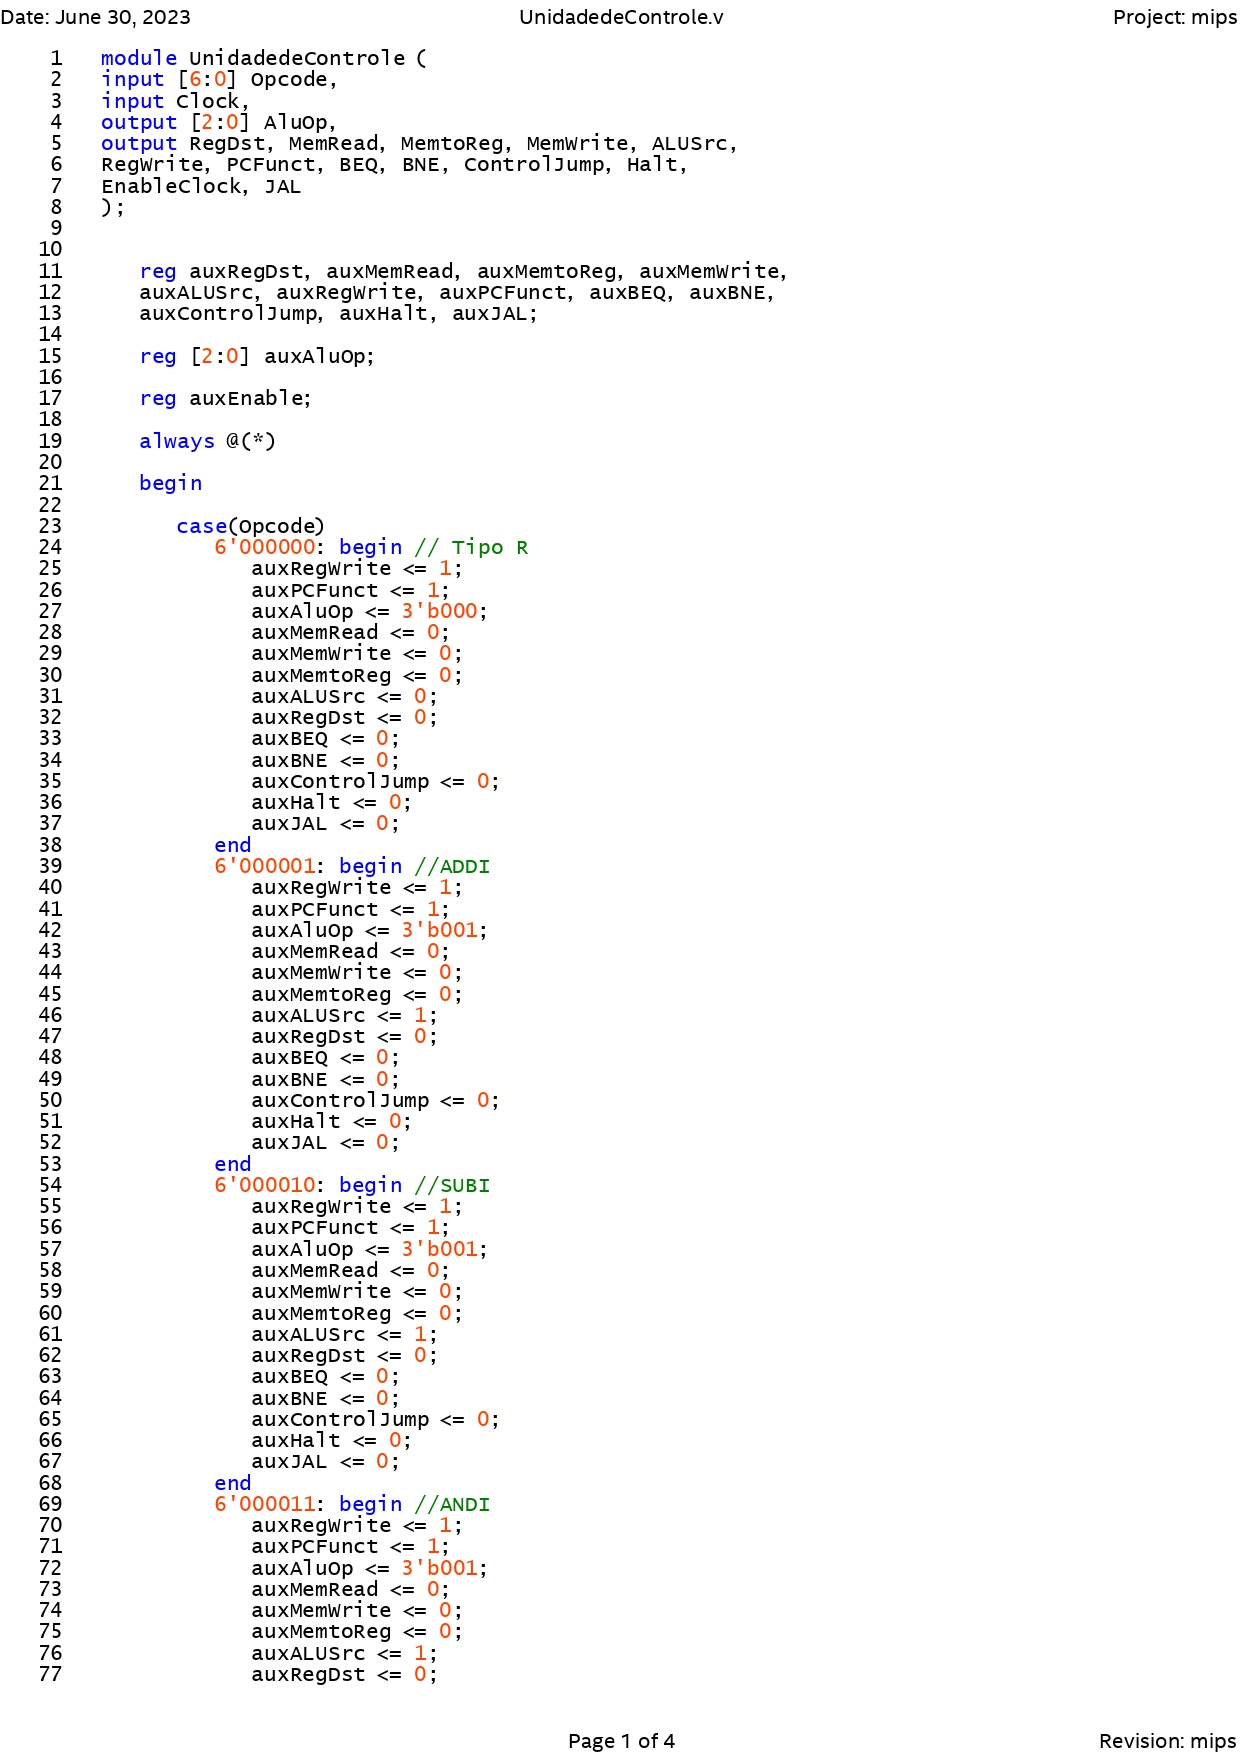 Date: June 30, 2023 UnidadedeControle.v Project: mips
1 module UnidadedeControle (
2 input [6:0] Opcode,
3 input Clock,
4 output [2:0] AluOp,
5 output RegDst, MemRead, MemtoReg, MemWrite, ALUSrc,
6 RegWrite, PCFunct, BEQ, BNE, ControlJump, Halt,
7 EnableClock, JAL
8 );
9
10
11 reg auxRegDst, auxMemRead, auxMemtoReg, auxMemWrite,
12 auxALUSrc, auxRegWrite, auxPCFunct, auxBEQ, auxBNE,
13 auxControlJump, auxHalt, auxJAL;
14
15 reg [2:0] auxAluOp;
16
17 reg auxEnable;
18
19 always @(*)
20
21 begin
22
23 case(Opcode)
24 6'000000: begin // Tipo R
25 auxRegWrite <= 1;
26 auxPCFunct <= 1;
27 auxAluOp <= 3'b000;
28 auxMemRead <= 0;
29 auxMemWrite <= 0;
30 auxMemtoReg <= 0;
31 auxALUSrc <= 0;
32 auxRegDst <= 0;
33 auxBEQ <= 0;
34 auxBNE <= 0;
35 auxControlJump <= 0;
36 auxHalt <= 0;
37 auxJAL <= 0;
38 end
39 6'000001: begin //ADDI
40 auxRegWrite <= 1;
41 auxPCFunct <= 1;
42 auxAluOp <= 3'b001;
43 auxMemRead <= 0;
44 auxMemWrite <= 0;
45 auxMemtoReg <= 0;
46 auxALUSrc <= 1;
47 auxRegDst <= 0;
48 auxBEQ <= 0;
49 auxBNE <= 0;
50 auxControlJump <= 0;
51 auxHalt <= 0;
52 auxJAL <= 0;
53 end
54 6'000010: begin //SUBI
55 auxRegWrite <= 1;
56 auxPCFunct <= 1;
57 auxAluOp <= 3'b001;
58 auxMemRead <= 0;
59 auxMemWrite <= 0;
60 auxMemtoReg <= 0;
61 auxALUSrc <= 1;
62 auxRegDst <= 0;
63 auxBEQ <= 0;
64 auxBNE <= 0;
65 auxControlJump <= 0;
66 auxHalt <= 0;
67 auxJAL <= 0;
68 end
69 6'000011: begin //ANDI
70 auxRegWrite <= 1;
71 auxPCFunct <= 1;
72 auxAluOp <= 3'b001;
73 auxMemRead <= 0;
74 auxMemWrite <= 0;
75 auxMemtoReg <= 0;
76 auxALUSrc <= 1;
77 auxRegDst <= 0;
Page 1 of 4 Revision: mips